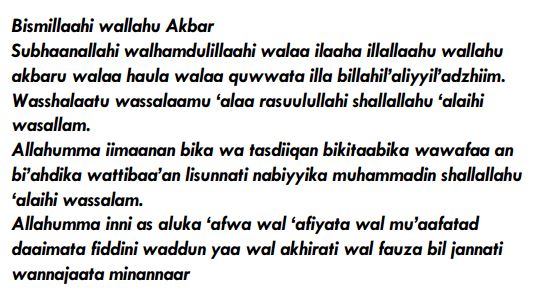 Bismillaahi wallahu Akbar
Subhaanallahi walhamdulillaahi walaa ilaaha illallaahu wallahu
akbaru walaa haula walaa quwwata illa billahil’aliyyil’adzhiim.
Wasshalaatu wassalaamu ‘alaa rasuulullahi shallallahu ‘alaihi
wasallam.
Allahumma iimaanan bika wa tasdiiqan bikitaabika wawafaa an
bi’ahdika wattibaa’an lisunnati nabiyyika muhammadin shallallahu
‘alaihi wassalam.
Allahumma inni as aluka ‘afwa wal ‘afiyata wal mu’aafatad
daaimata fiddini waddun yaa wal akhirati wal fauza bil jannati
wannajaata minannaar